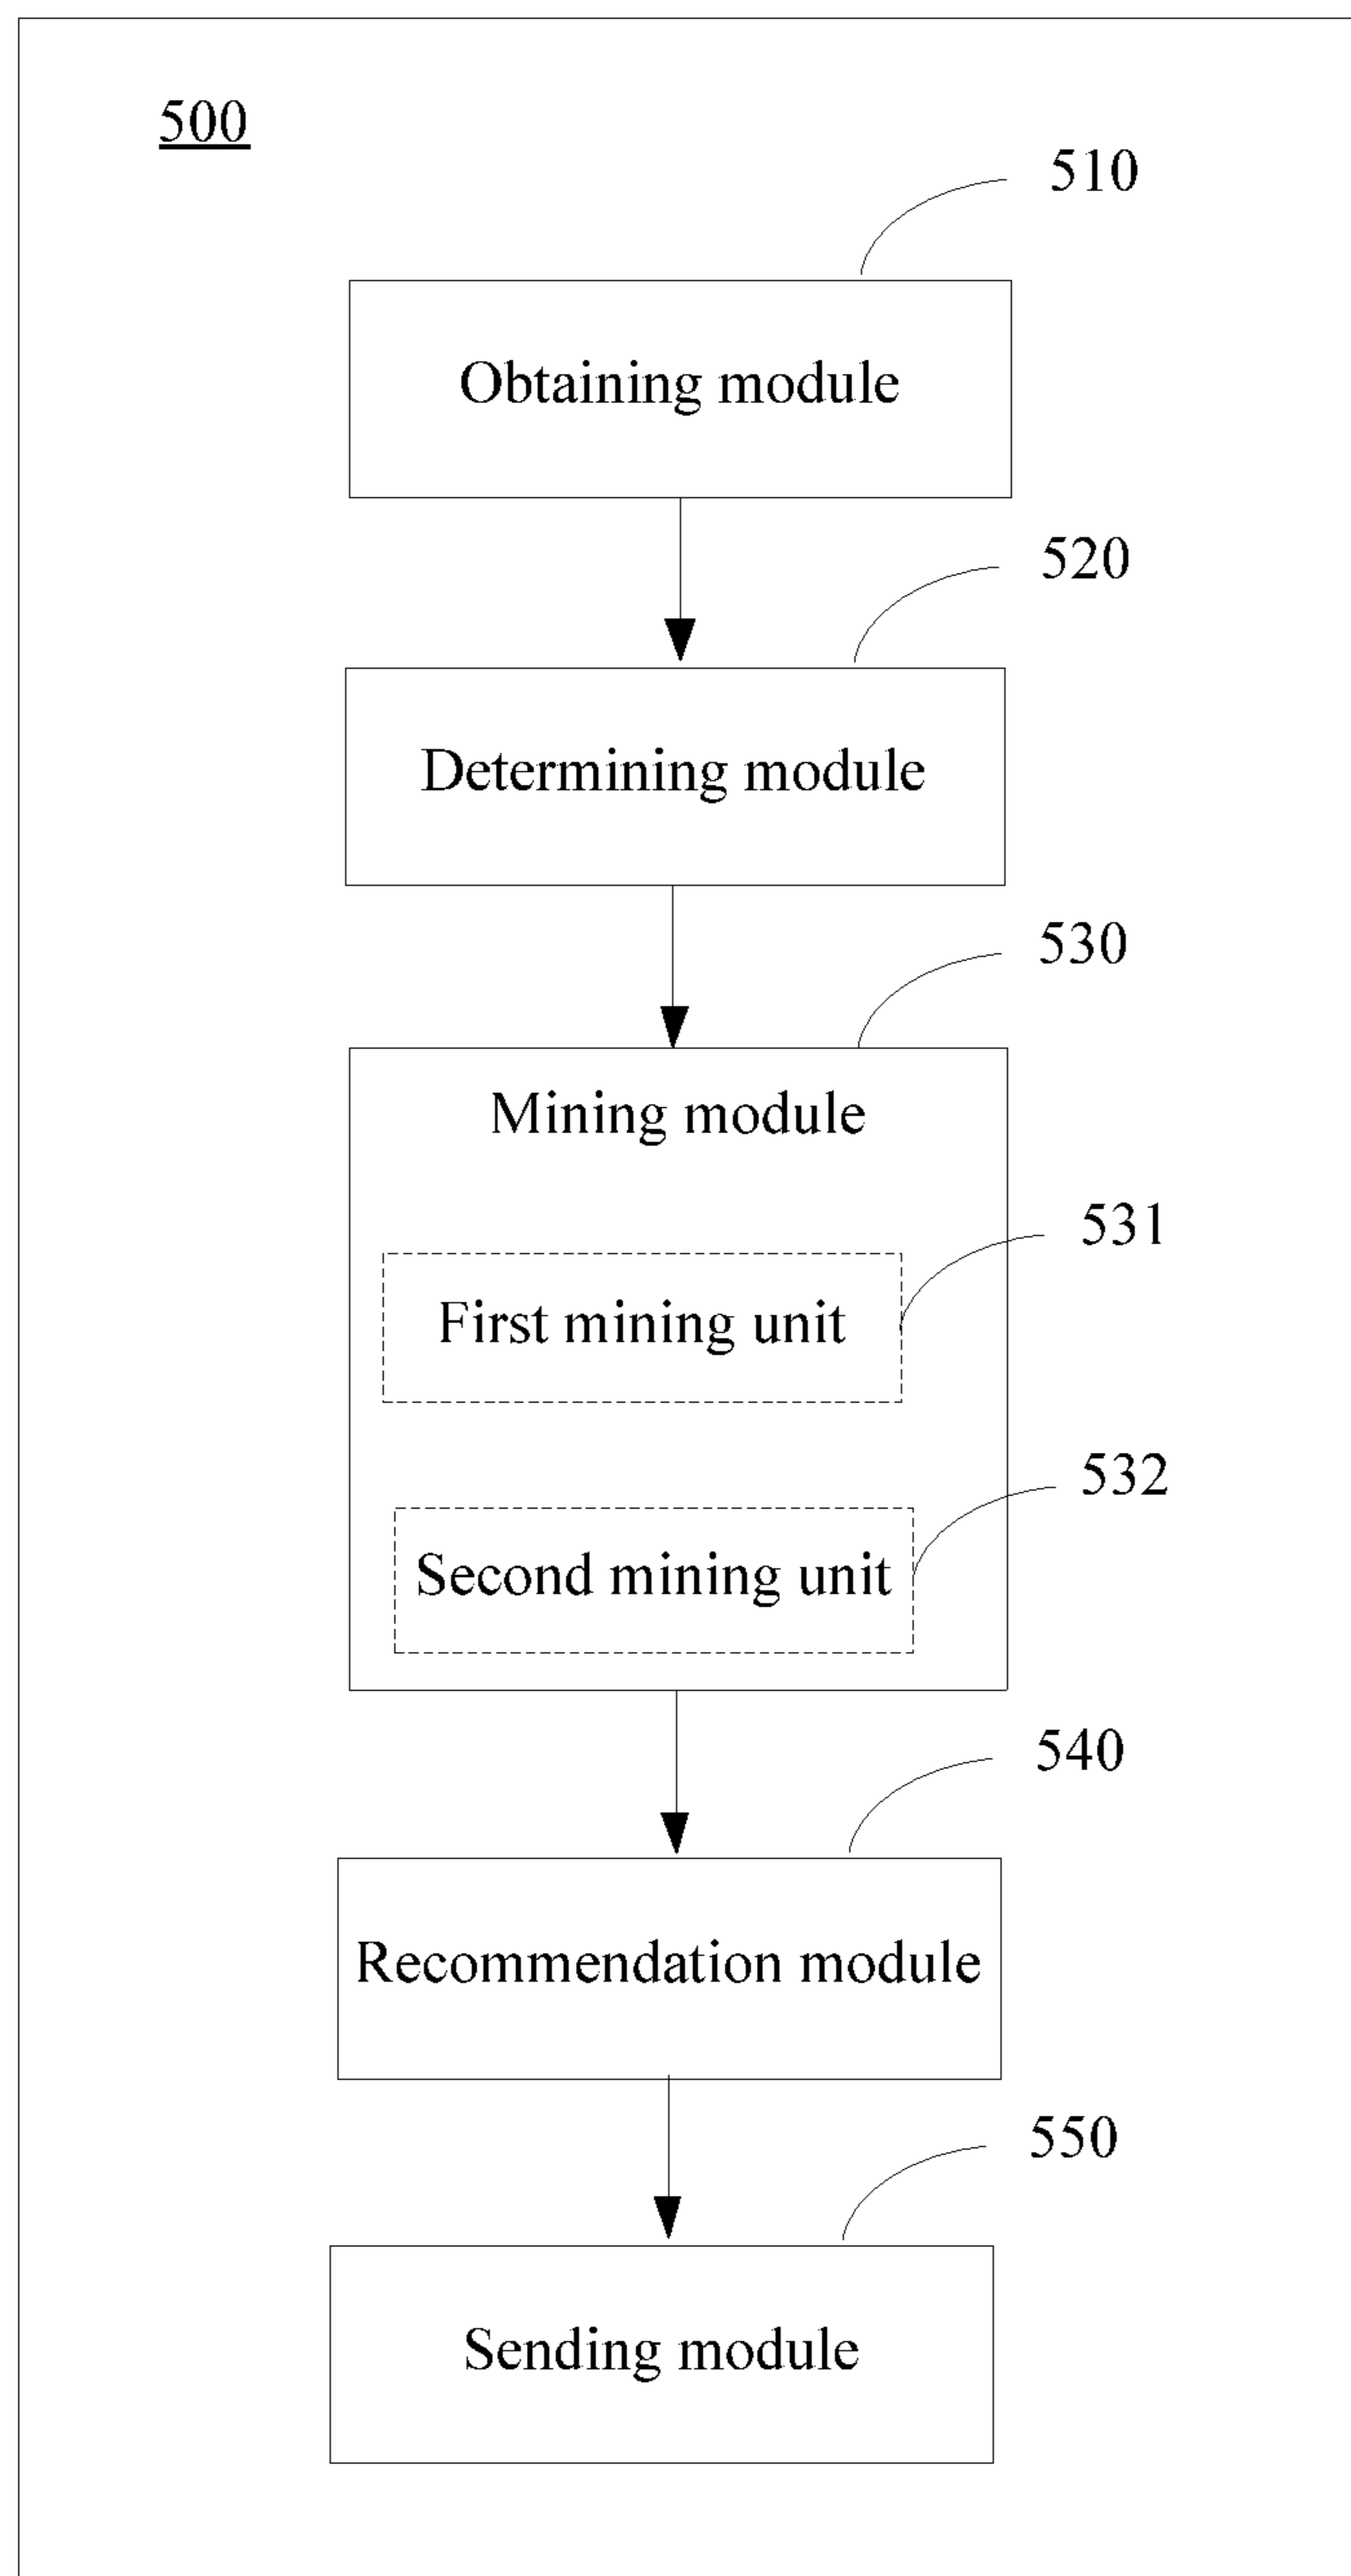 500
510
Obtaining module
520
Determining module
530
Mining module
531
First mining unit
532
Second mining unit
540
Recommendation module
550
Sending module